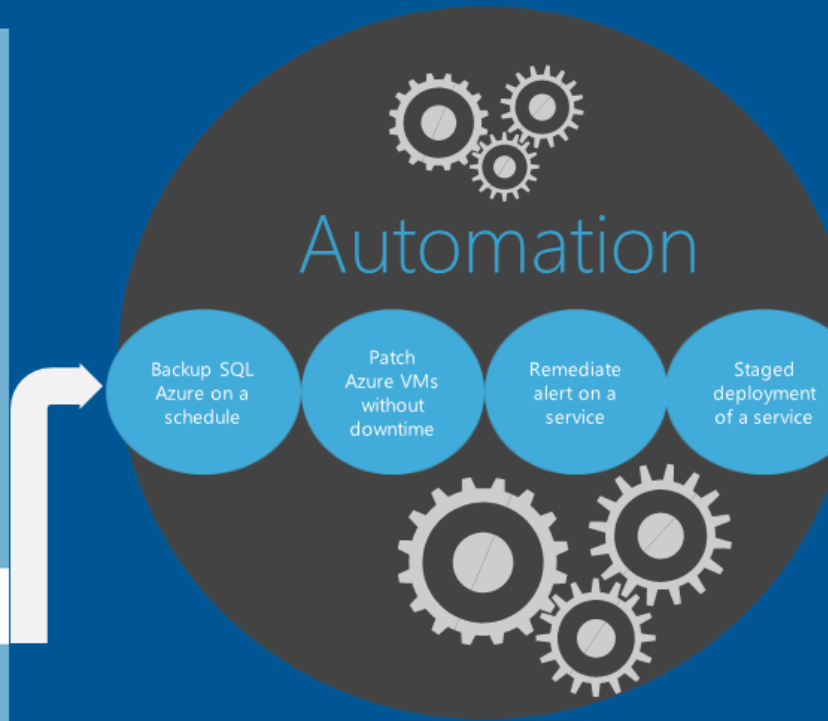 Automation
Backup SQL
Azure on a
schedule
Patch
Azure VMs
without
downtime
Remediate
alert on a
service
Staged
deployment
of a service